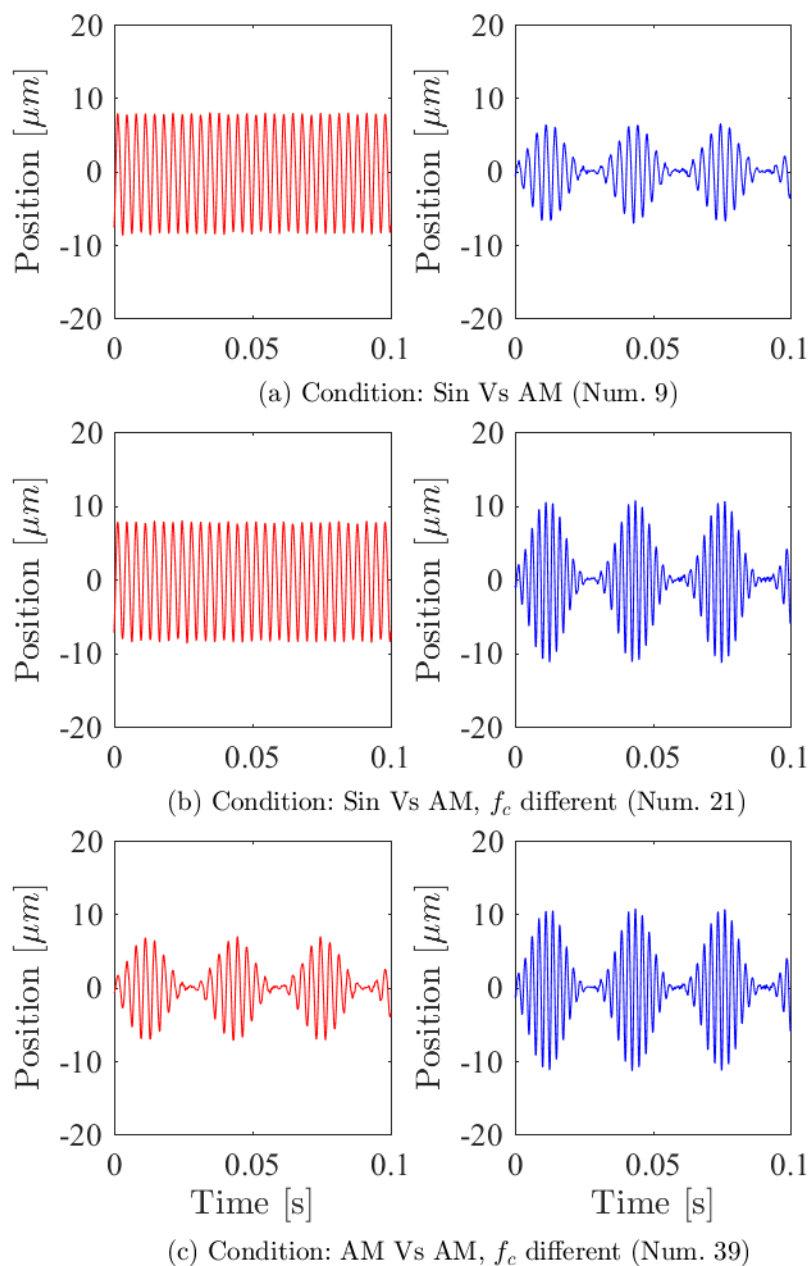 20
10
0
-10
-20
Position [μm]
0 0.05 0.1
20
10
0
-10
-20
Position [μm]
0 0.05 0.1
(a) Condition: Sin Vs AM (Num. 9)
20
10
0
-10
-20
Position [μm]
0 0.05 0.1
20
10
0
-10
-20
Position [μm]
0 0.05 0.1
(b) Condition: Sin Vs AM, f_c different (Num. 21)
20
10
0
-10
-20
Position [μm]
0 0.05 0.1
Time [s]
20
10
0
-10
-20
Position [μm]
0 0.05 0.1
Time [s]
(c) Condition: AM Vs AM, f_c different (Num. 39)